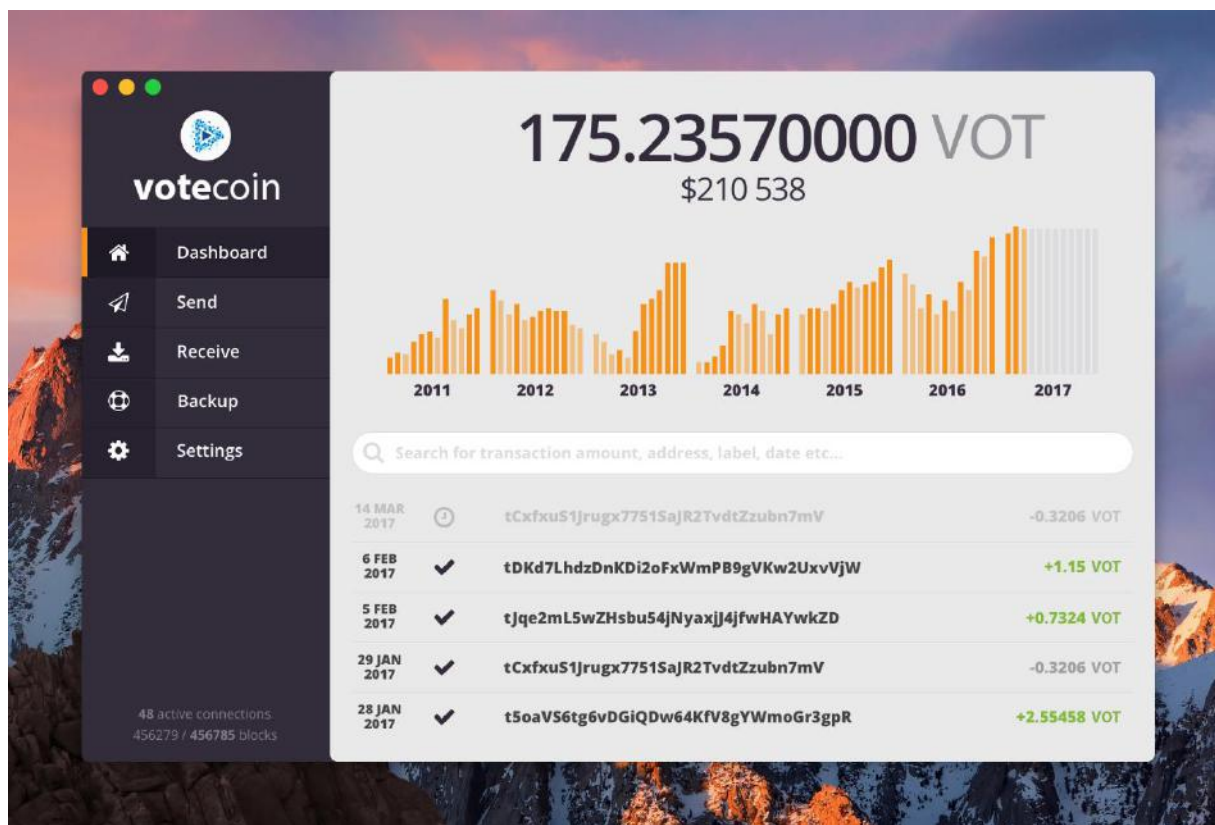 votecoin
Dashboard
Send
Receive
Backup
Settings
48 active connections
456279 / 456785 blocks
175.23570000 VOT
$210 538
2011 2012 2013 2014 2015 2016 2017
Search for transaction amount, address, label, date etc...
14 MAR
2017
tCxfxuS1Jrugx7751SaJR2TvdtZzubn7mV
-0.3206 VOT
6 FEB
2017
tDKd7LhdzDnKDi2oFxWmPB9gVKw2UxvVjW
+1.15 VOT
5 FEB
2017
tJqe2mL5wZHsbu54jNyaxjJ4jfwHAYwkZD
+0.7324 VOT
29 JAN
2017
tCxfxuS1Jrugx7751SaJR2TvdtZzubn7mV
-0.3206 VOT
28 JAN
2017
t5oaVS6tg6vDGiQDw64KfV8gYWmoGr3gpR
+2.55458 VOT